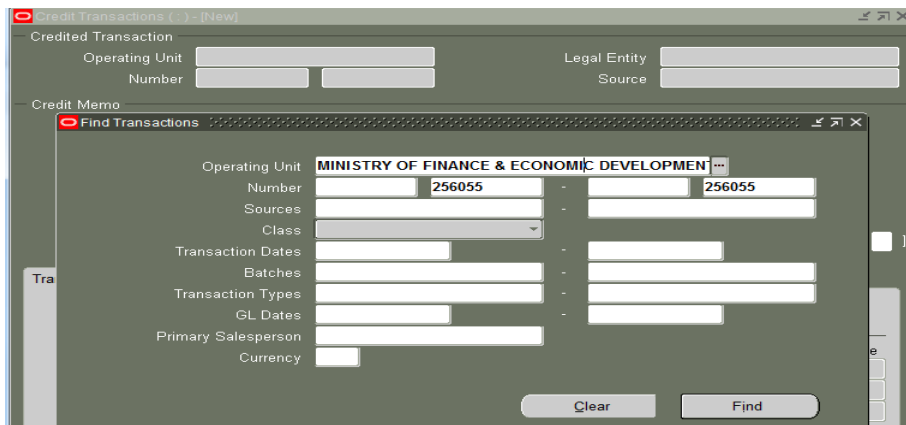 Credit Transactions ( : ) - [New]
Credited Transaction
Operating Unit Legal Entity
Number Source
Credit Memo
Find Transactions
Operating Unit MINISTRY OF FINANCE & ECONOMIC DEVELOPMENT ...
Number 256055 - 256055
Sources -
Class
Transaction Dates -
Batches -
Transaction Types -
GL Dates -
Primary Salesperson
Currency
Tra
e
Clear Find